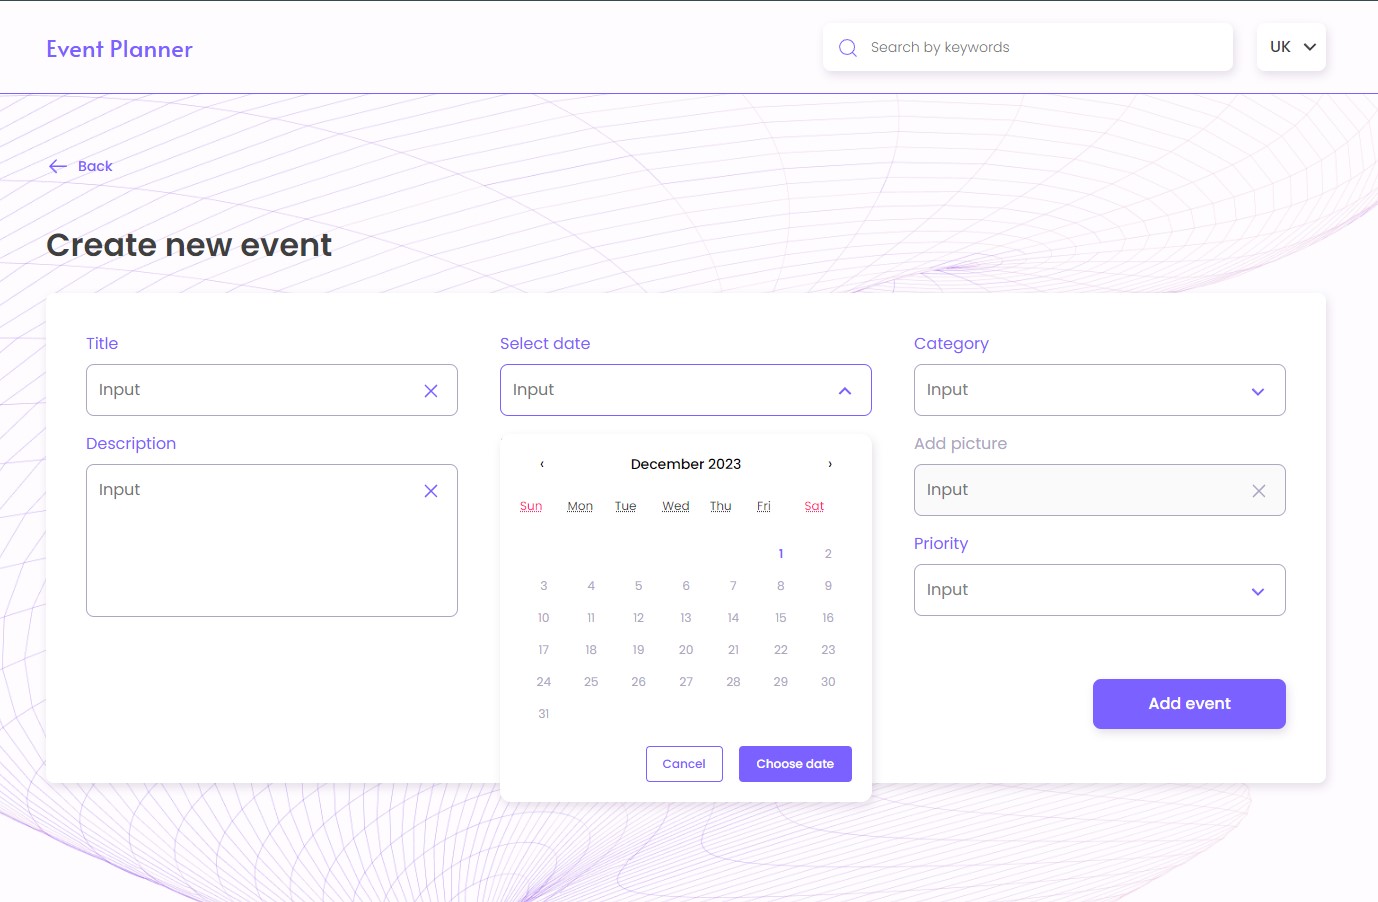 Event Planner
Search by keywords
UK
Back
Create new event
Title
Input
Description
Input
Select date
Input
‹ December 2023 ›
Sun Mon Tue Wed Thu Fri Sat
1 2
3 4 5 6 7 8 9
10 11 12 13 14 15 16
17 18 19 20 21 22 23
24 25 26 27 28 29 30
31
Cancel Choose date
Category
Input
Add picture
Input
Priority
Input
Add event